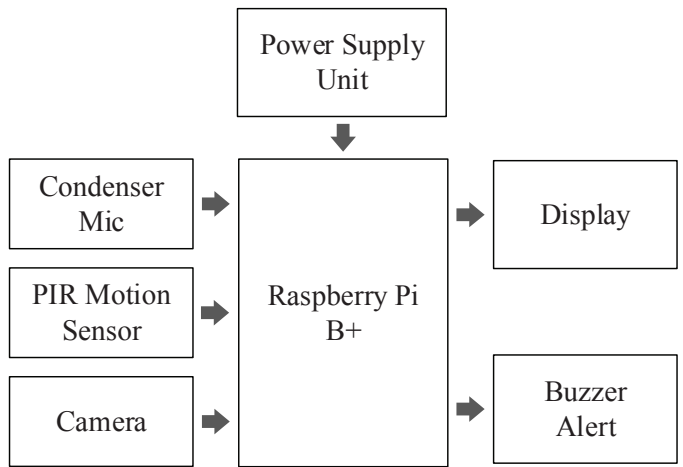 Power Supply
Unit
Condenser
Mic
PIR Motion
Sensor
Camera
Raspberry Pi
B+
Display
Buzzer
Alert